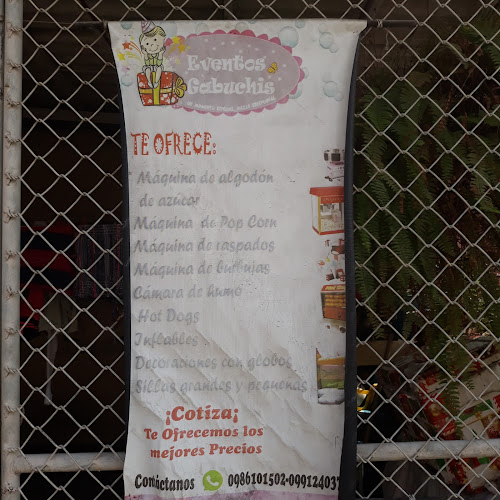 Eventos
Gabuchis
TE OFRECE:
Máquina de algodón
de azúcar
Máquina de Pop Corn
Máquina de raspados
Máquina de burbujas
Cámara de humo
Hot Dogs
Inflables
Decoraciones con globos
Sillas grandes y pequeñas
¡Cotiza¡
Te Ofrecemos los
mejores Precios
Contáctanos 0986101502-099124037